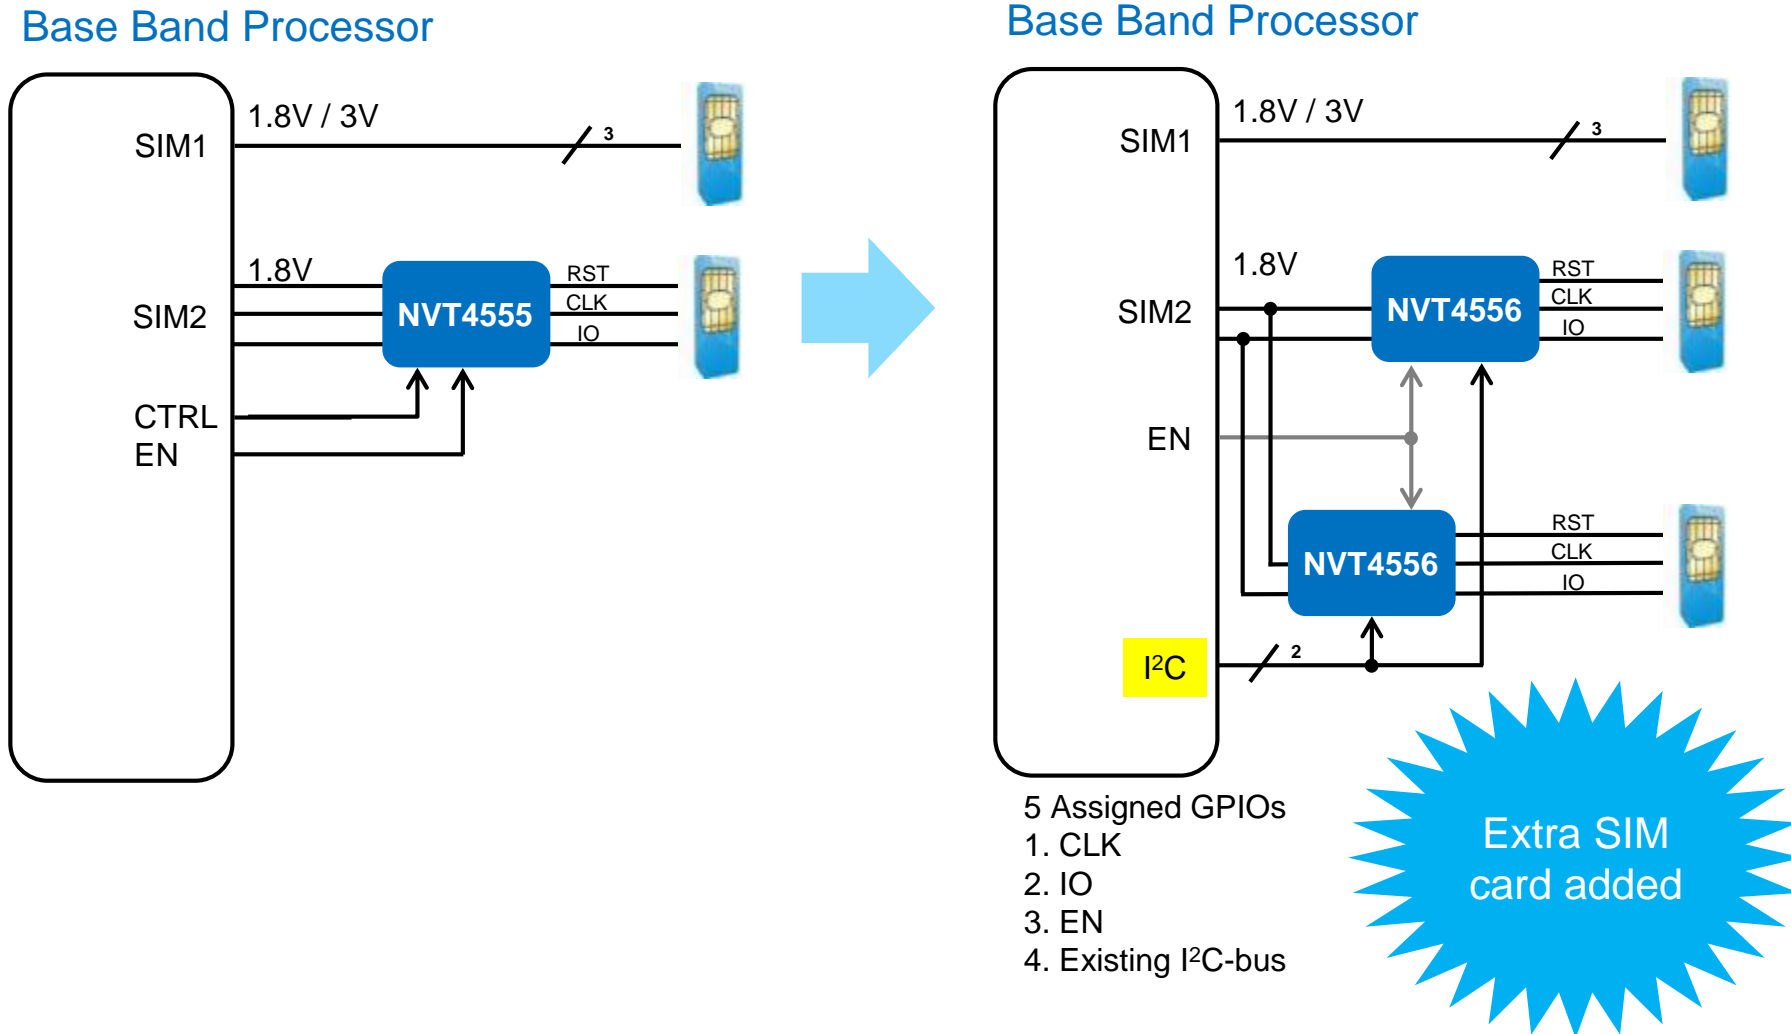 Base Band Processor
1.8V / 3V
SIM1
3
1.8V
SIM2
NVT4555
RST
CLK
IO
CTRL
EN
Base Band Processor
1.8V / 3V
SIM1
3
1.8V
SIM2
NVT4556
RST
CLK
IO
EN
NVT4556
RST
CLK
IO
I²C
2
5 Assigned GPIOs
1. CLK
2. IO
3. EN
4. Existing I²C-bus
Extra SIM
card added